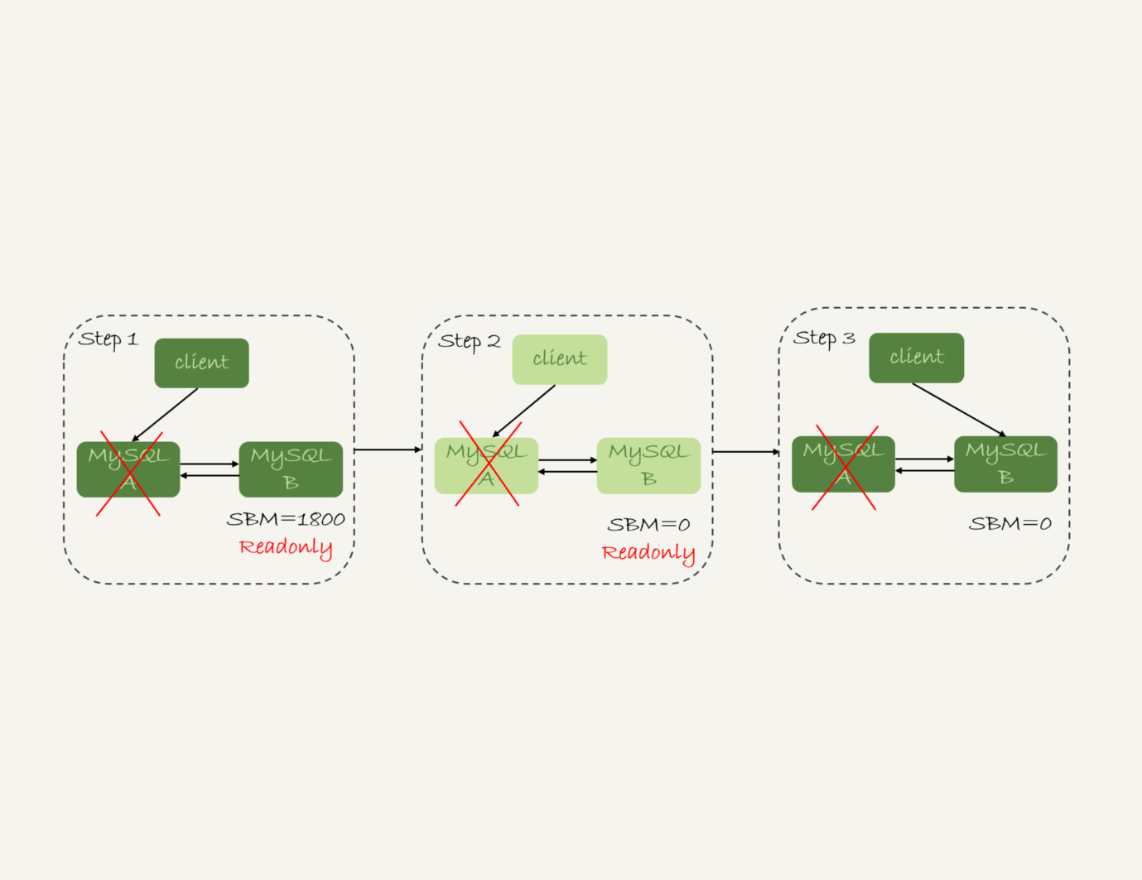 Step 1
client
MySQL
A
MySQL
B
SBM=1800
Readonly
Step 2
client
MySQL
A
MySQL
B
SBM=0
Readonly
Step 3
client
MySQL
A
MySQL
B
SBM=0